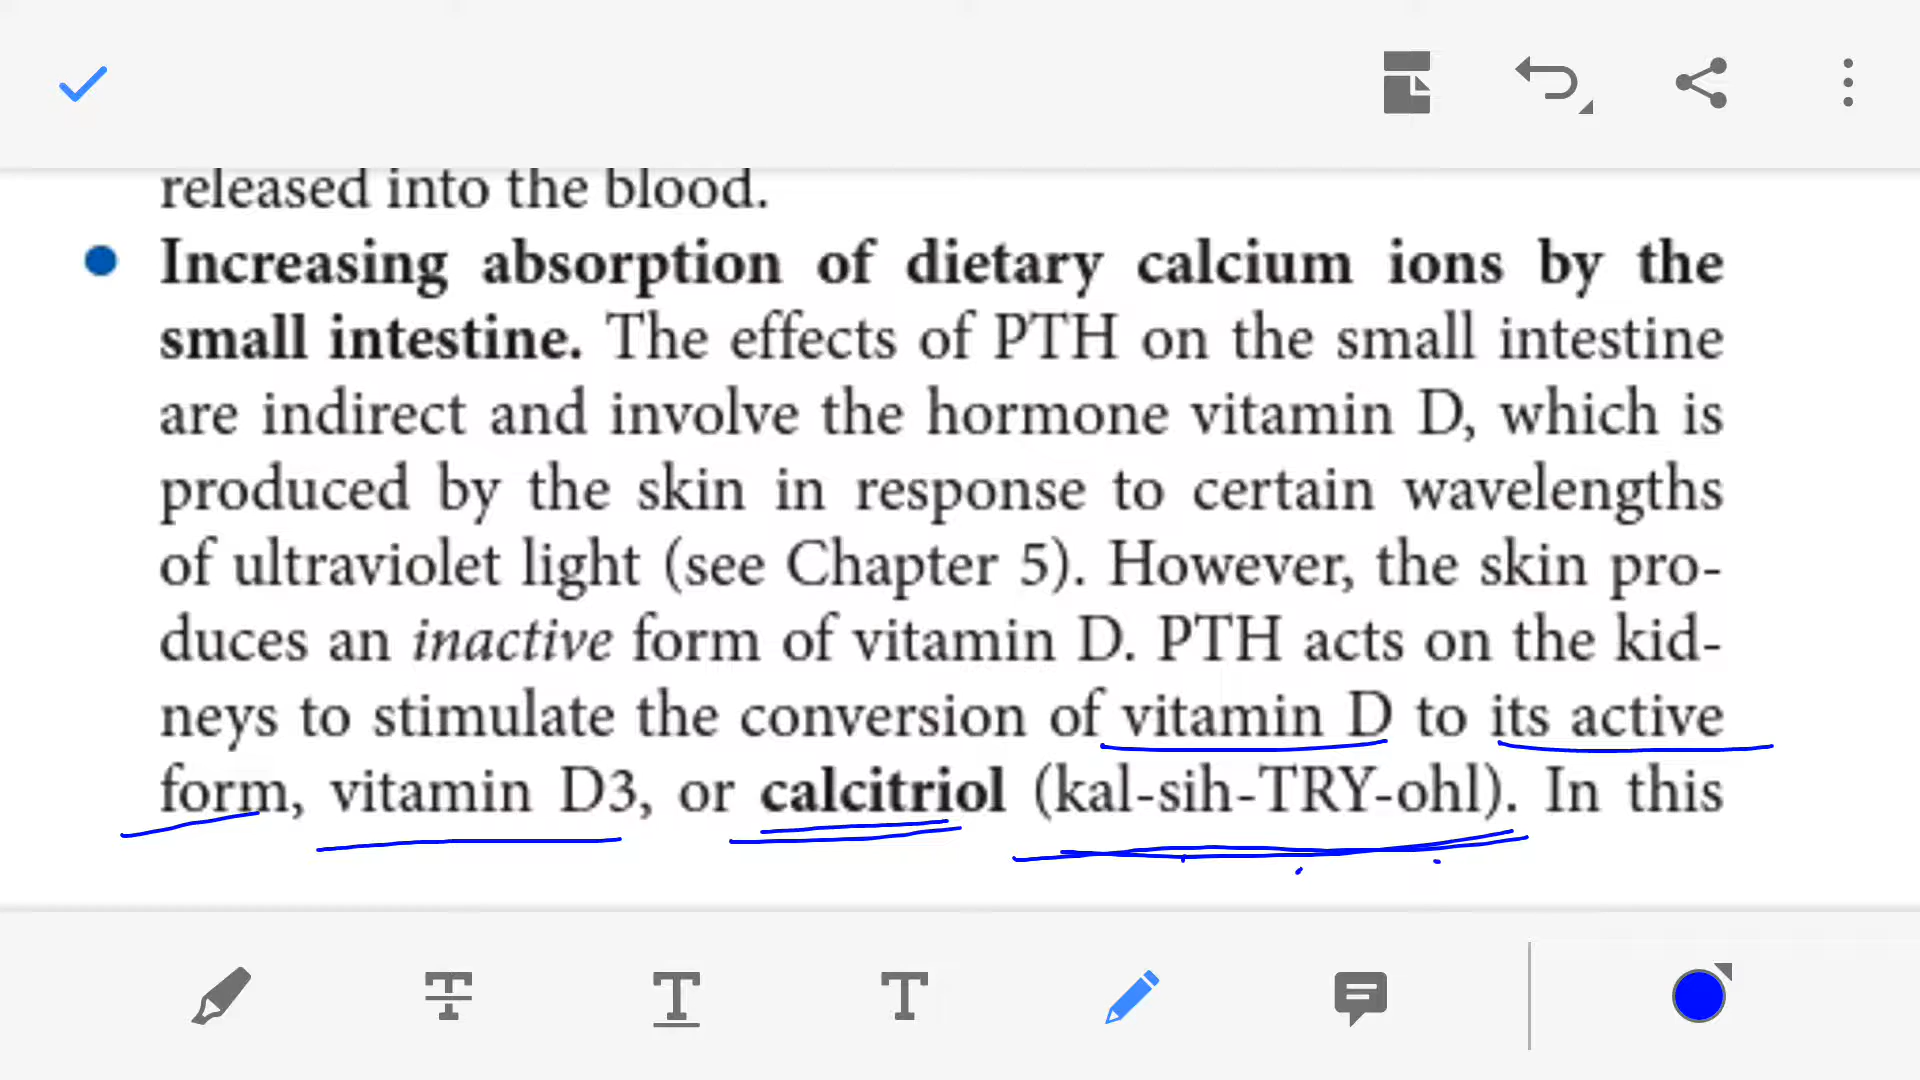 released into the blood.
Increasing absorption of dietary calcium ions by the
small intestine. The effects of PTH on the small intestine
are indirect and involve the hormone vitamin D, which is
produced by the skin in response to certain wavelengths
of ultraviolet light (see Chapter 5). However, the skin pro-
duces an inactive form of vitamin D. PTH acts on the kid-
neys to stimulate the conversion of vitamin D to its active
form, vitamin D3, or calcitriol (kal-sih-TRY-ohl). In this